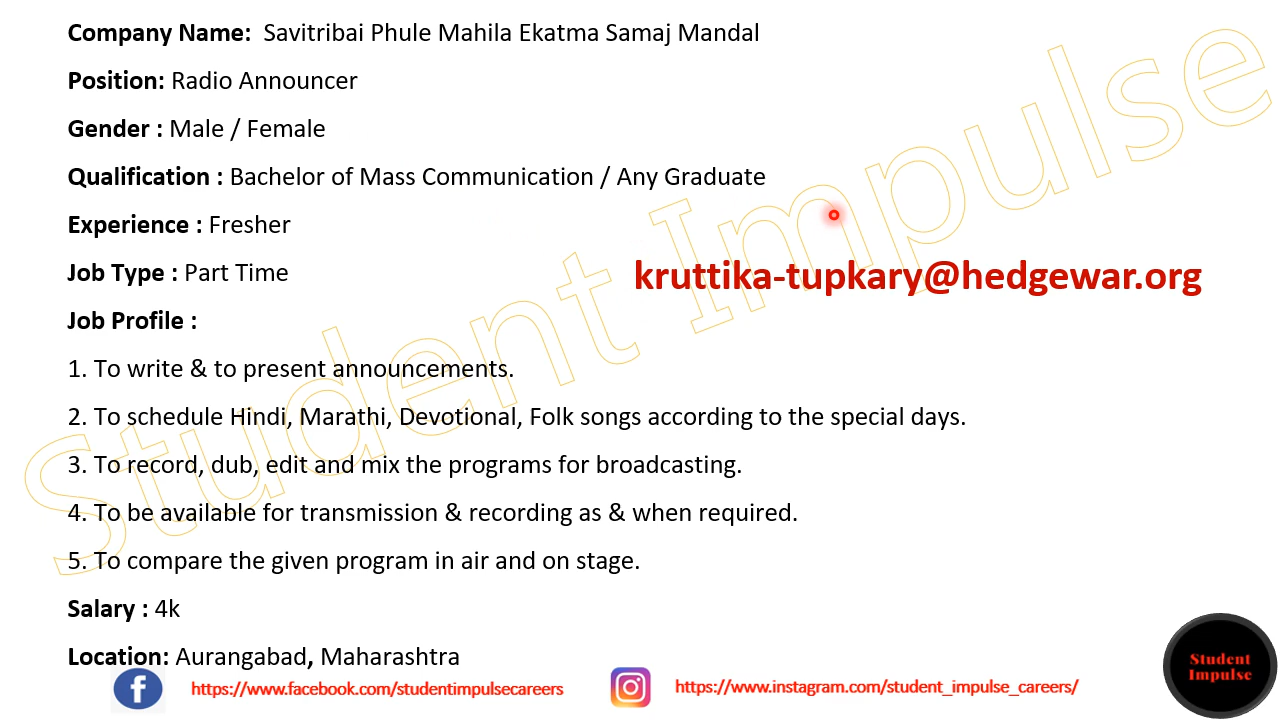 Company Name: Savitribai Phule Mahila Ekatma Samaj Mandal
Position: Radio Announcer
Gender : Male / Female
Qualification : Bachelor of Mass Communication / Any Graduate
Experience : Fresher
Job Type : Part Time
kruttika-tupkary@hedgewar.org
Job Profile :
1. To write & to present announcements.
2. To schedule Hindi, Marathi, Devotional, Folk songs according to the special days.
3. To record, dub, edit and mix the programs for broadcasting.
4. To be available for transmission & recording as & when required.
5. To compare the given program in air and on stage.
Salary : 4k
Location: Aurangabad, Maharashtra
https://www.facebook.com/studentimpulsecareers
https://www.instagram.com/student_impulse_careers/
Student
Impulse
Student Impulse